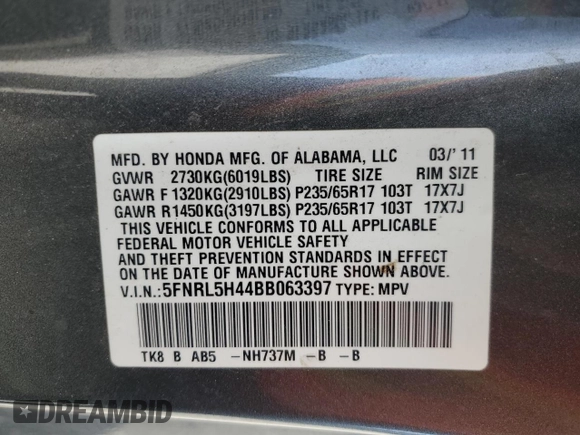 MFD. BY HONDA MFG. OF ALABAMA, LLC 03/'11
GVWR 2730KG(6019LBS) TIRE SIZE RIM SIZE
GAWR F 1320KG(2910LBS) P235/65R17 103T 17X7J
GAWR R1450KG(3197LBS) P235/65R17 103T 17X7J
THIS VEHICLE CONFORMS TO ALL APPLICABLE
FEDERAL MOTOR VEHICLE SAFETY
AND THEFT PREVENTION STANDARDS IN EFFECT
ON THE DATE OF MANUFACTURE SHOWN ABOVE.
V.I.N.: 5FNRL5H44BB063397 TYPE: MPV
TK8 B AB5 -NH737M -B -B
DREAMBID